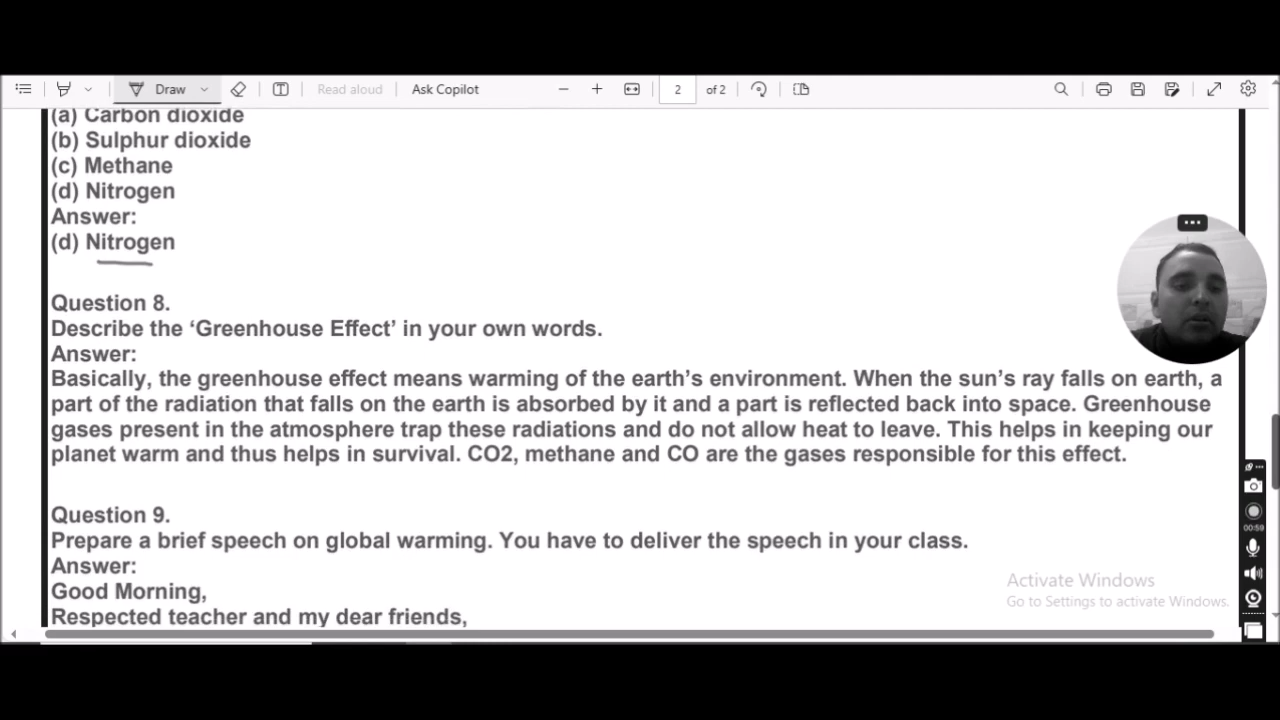 Draw
Read aloud
Ask Copilot
2
of 2
(a) Carbon dioxide
(b) Sulphur dioxide
(c) Methane
(d) Nitrogen
Answer:
(d) Nitrogen
Question 8.
Describe the ‘Greenhouse Effect’ in your own words.
Answer:
Basically, the greenhouse effect means warming of the earth’s environment. When the sun’s ray falls on earth, a
part of the radiation that falls on the earth is absorbed by it and a part is reflected back into space. Greenhouse
gases present in the atmosphere trap these radiations and do not allow heat to leave. This helps in keeping our
planet warm and thus helps in survival. CO2, methane and CO are the gases responsible for this effect.
Question 9.
Prepare a brief speech on global warming. You have to deliver the speech in your class.
Answer:
Good Morning,
Respected teacher and my dear friends,
Activate Windows
Go to Settings to activate Windows.
00:59